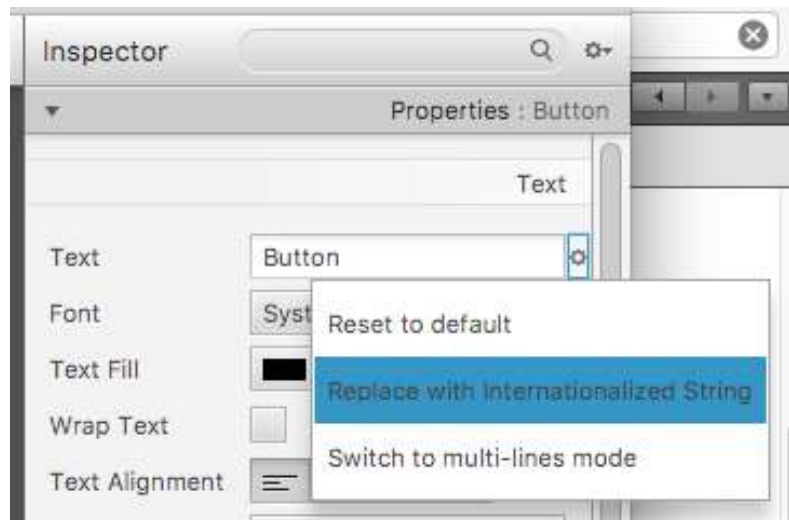 Inspector
Properties : Button
Text
Text Button
Font Syst
Reset to default
Text Fill
Replace with Internationalized String
Wrap Text
Switch to multi-lines mode
Text Alignment